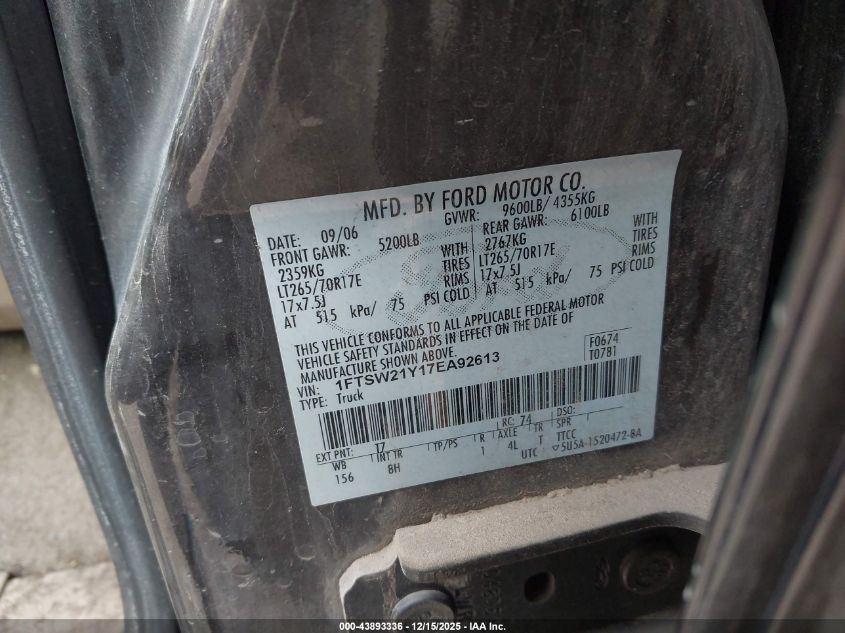 MFD. BY FORD MOTOR CO.
DATE: 09/06 GVWR: 9600LB/ 4355KG
FRONT GAWR: 5200LB REAR GAWR: 6100LB
2359KG WITH 2767KG WITH
LT265/70R17E TIRES LT265/70R17E TIRES
17x7.5J RIMS 17x7.5J RIMS
AT 515 kPa/ 75 PSI COLD AT 515 kPa/ 75 PSI COLD
THIS VEHICLE CONFORMS TO ALL APPLICABLE FEDERAL MOTOR
VEHICLE SAFETY STANDARDS IN EFFECT ON THE DATE OF
MANUFACTURE SHOWN ABOVE.
VIN: 1FTSW21Y17EA92613
TYPE: Truck
F0674
T0781
EXT PNT: 17 RC: 74 DSO:
WB INT TR TP/PS R AXLE TR SPR
156 8H 1 4L T TTCC
UTC 5U5A-1520472-BA
000-43893336 - 12/15/2025 - IAA Inc.